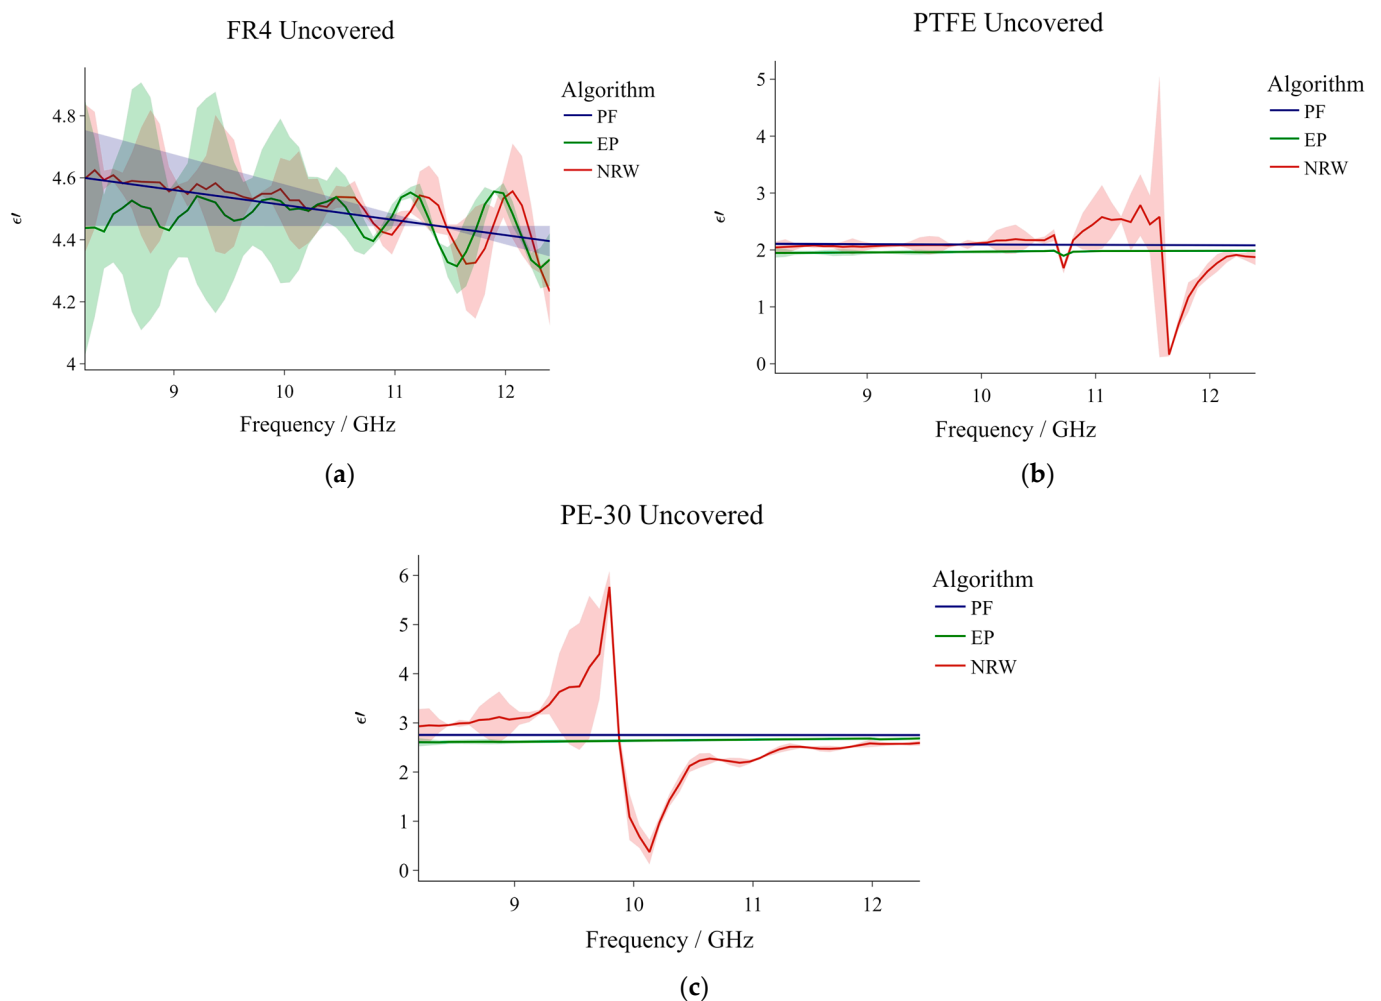 FR4 Uncovered
4.8
4.6
4.4
4.2
4
ϵ′
9
10
11
12
Frequency / GHz
Algorithm
PF
EP
NRW
(a)
PTFE Uncovered
5
4
3
2
1
0
ϵ′
9
10
11
12
Frequency / GHz
Algorithm
PF
EP
NRW
(b)
PE-30 Uncovered
6
5
4
3
2
1
0
ϵ′
9
10
11
12
Frequency / GHz
Algorithm
PF
EP
NRW
(c)